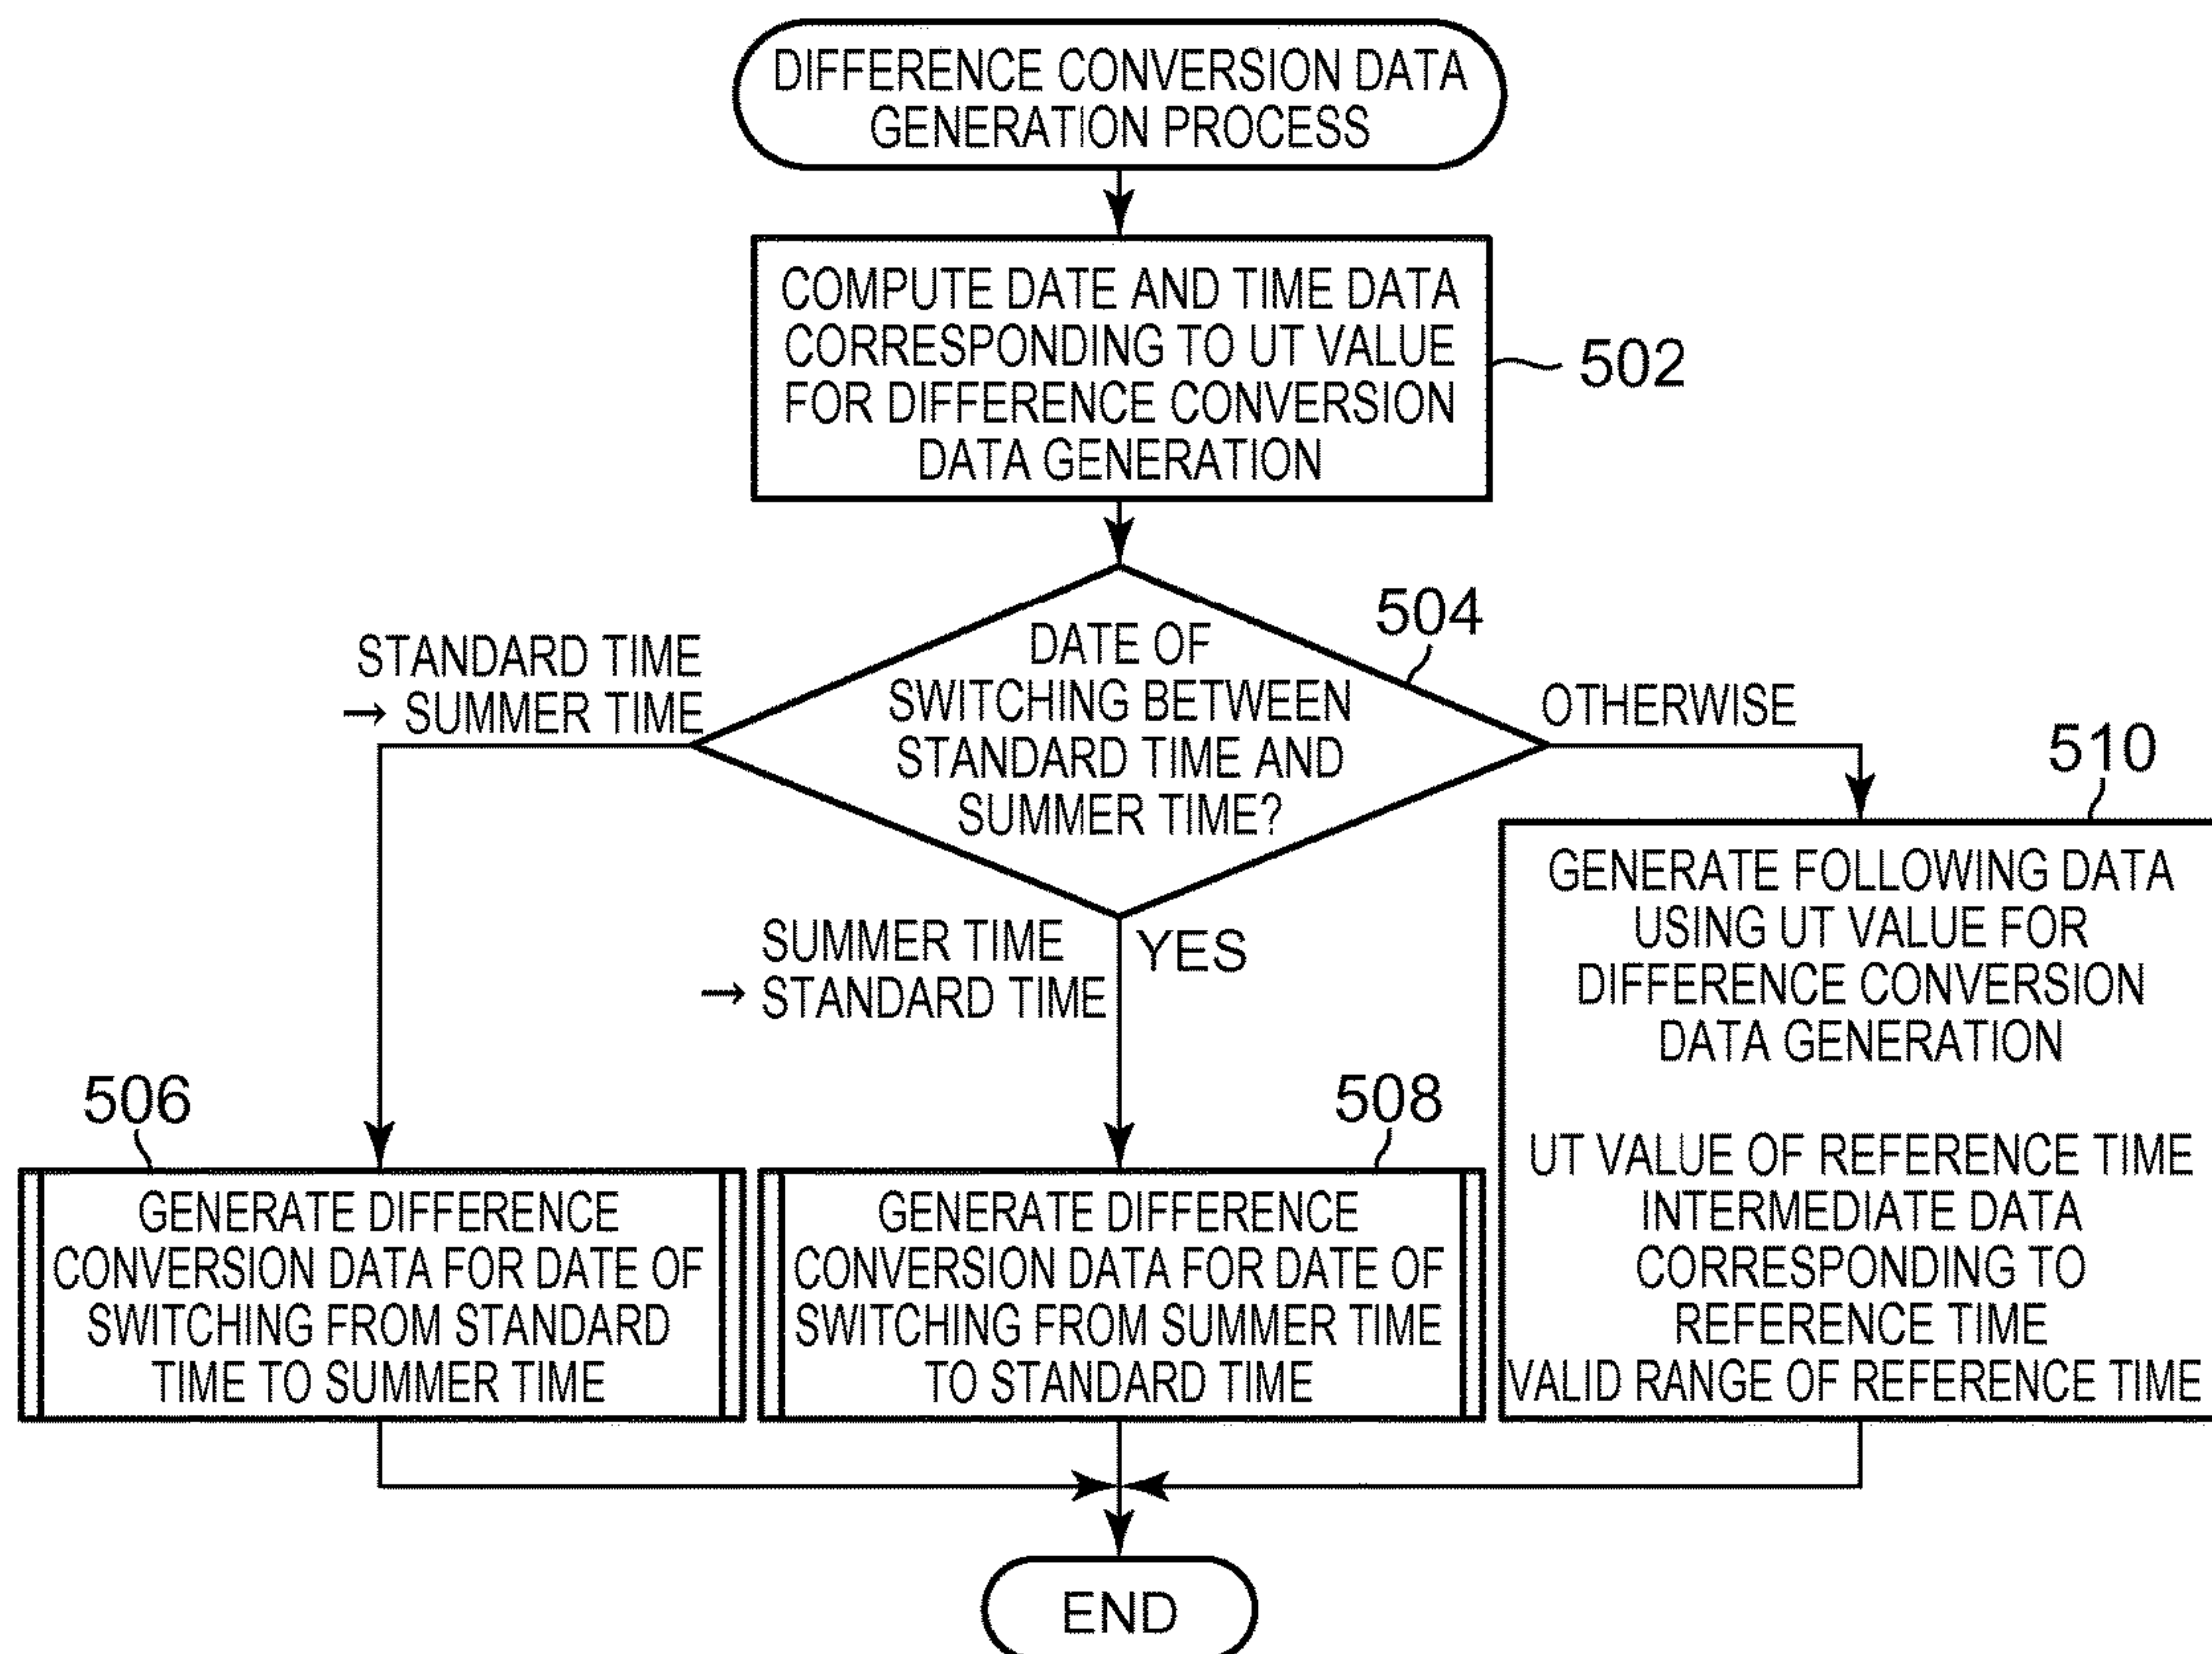 DIFFERENCE CONVERSION DATA
GENERATION PROCESS
COMPUTE DATE AND TIME DATA
CORRESPONDING TO UT VALUE
FOR DIFFERENCE CONVERSION
DATA GENERATION
502
DATE OF
SWITCHING BETWEEN
STANDARD TIME AND
SUMMER TIME?
504
STANDARD TIME
→ SUMMER TIME
OTHERWISE
SUMMER TIME
→ STANDARD TIME
YES
506
GENERATE DIFFERENCE
CONVERSION DATA FOR DATE OF
SWITCHING FROM STANDARD
TIME TO SUMMER TIME
508
GENERATE DIFFERENCE
CONVERSION DATA FOR DATE OF
SWITCHING FROM SUMMER TIME
TO STANDARD TIME
510
GENERATE FOLLOWING DATA
USING UT VALUE FOR
DIFFERENCE CONVERSION
DATA GENERATION
UT VALUE OF REFERENCE TIME
INTERMEDIATE DATA
CORRESPONDING TO
REFERENCE TIME
VALID RANGE OF REFERENCE TIME
END